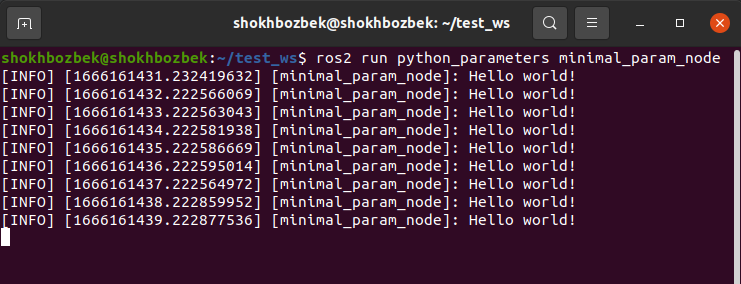 shokhbozbek@shokhbozbek: ~/test_ws
shokhbozbek@shokhbozbek:~/test_ws$ ros2 run python_parameters minimal_param_node
[INFO] [1666161431.232419632] [minimal_param_node]: Hello world!
[INFO] [1666161432.222566069] [minimal_param_node]: Hello world!
[INFO] [1666161433.222563043] [minimal_param_node]: Hello world!
[INFO] [1666161434.222581938] [minimal_param_node]: Hello world!
[INFO] [1666161435.222586669] [minimal_param_node]: Hello world!
[INFO] [1666161436.222595014] [minimal_param_node]: Hello world!
[INFO] [1666161437.222564972] [minimal_param_node]: Hello world!
[INFO] [1666161438.222859952] [minimal_param_node]: Hello world!
[INFO] [1666161439.222877536] [minimal_param_node]: Hello world!